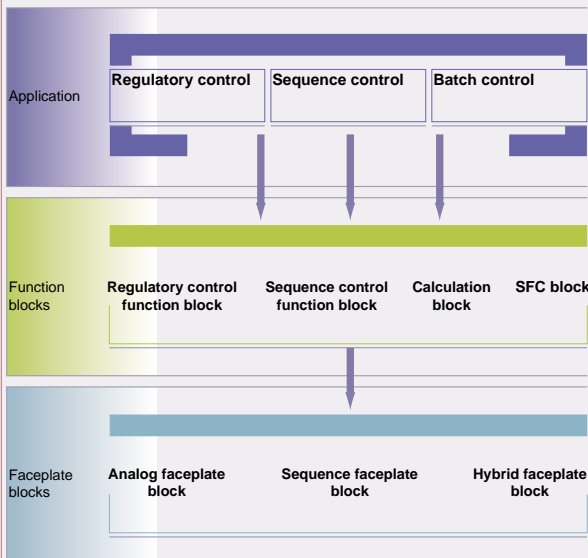 Application
Regulatory control
Sequence control
Batch control
Function
blocks
Regulatory control
function block
Sequence control
function block
Calculation
block
SFC block
Faceplate
blocks
Analog faceplate
block
Sequence faceplate
block
Hybrid faceplate
block